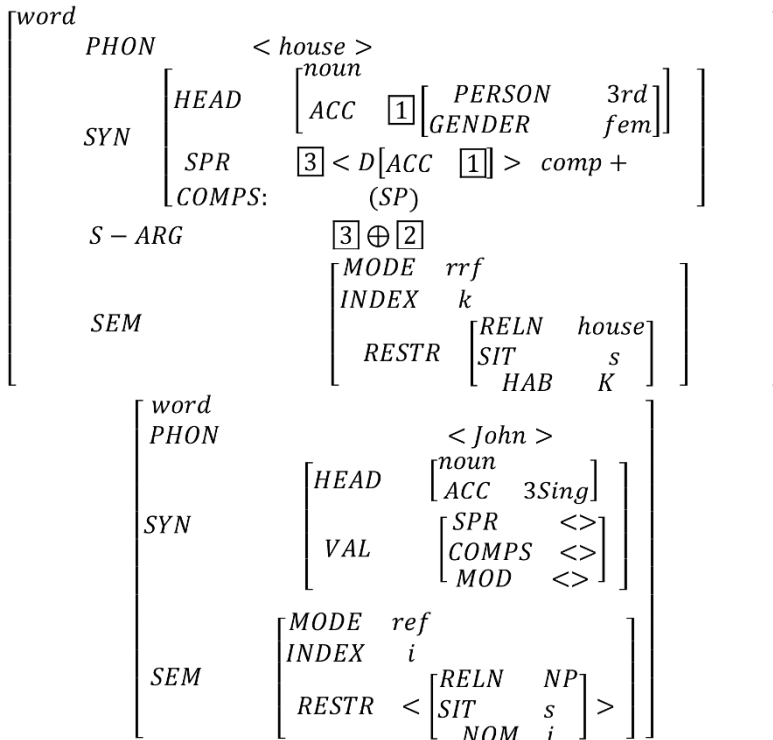 word
PHON < house >
noun
HEAD ACC 1 PERSON 3rd
GENDER fem
SYN
SPR 3 < D[ACC 1] > comp +
COMPS: (SP)
S − ARG 3 ⊕ 2
MODE rrf
INDEX k
SEM
RELN house
RESTR SIT s
HAB K
word
PHON < John >
noun
HEAD
ACC 3Sing
SYN
SPR <>
VAL COMPS <>
MOD <>
MODE ref
INDEX i
SEM
RELN NP
RESTR < SIT s >
NOM i